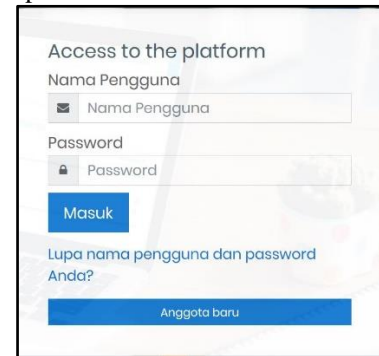 Access to the platform
Nama Pengguna
Nama Pengguna
Password
Password
Masuk
Lupa nama pengguna dan password
Anda?
Anggota baru